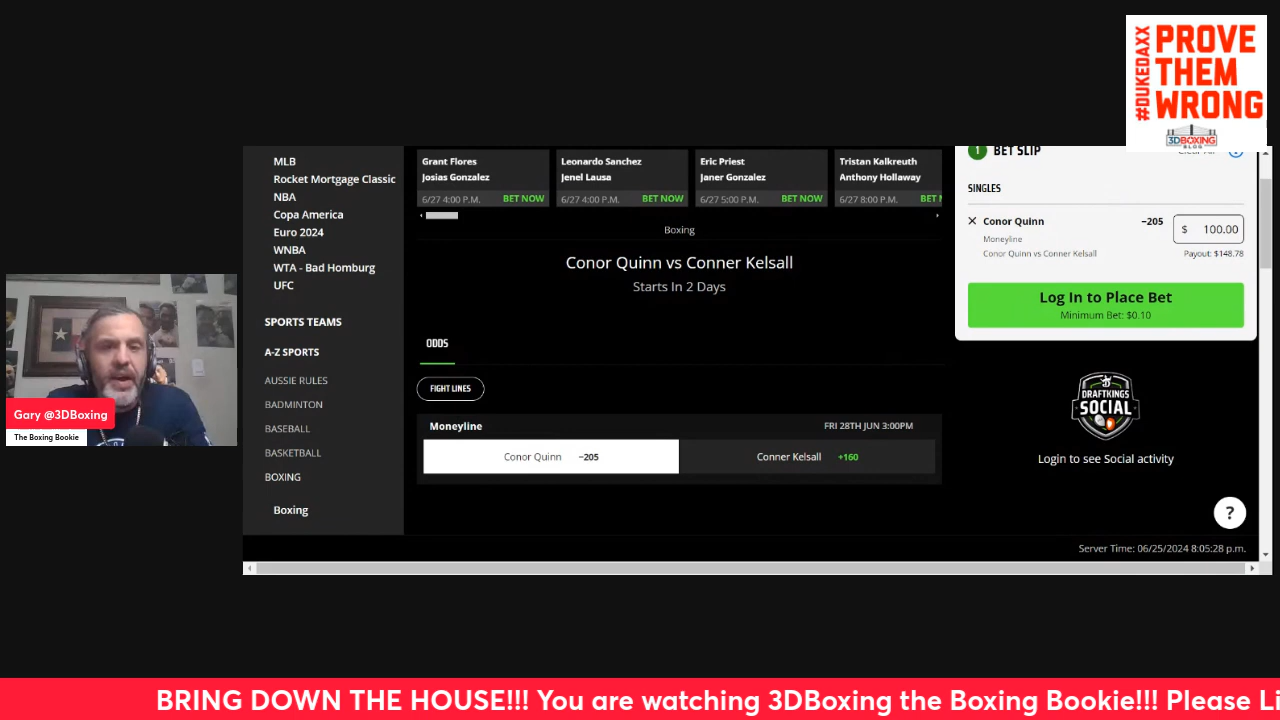 #DUKEDAXX
PROVE
THEM
WRONG
3DBOXING
BLOG
MLB
Rocket Mortgage Classic
NBA
Copa America
Euro 2024
WNBA
WTA - Bad Homburg
UFC
SPORTS TEAMS
A-Z SPORTS
AUSSIE RULES
BADMINTON
BASEBALL
BASKETBALL
BOXING
Boxing
Grant Flores
Josias Gonzalez
6/27 4:00 P.M. BET NOW
Leonardo Sanchez
Jenel Lausa
6/27 4:00 P.M. BET NOW
Eric Priest
Janer Gonzalez
6/27 5:00 P.M. BET NOW
Tristan Kalkreuth
Anthony Hollaway
6/27 8:00 P.M. BET
Boxing
Conor Quinn vs Conner Kelsall
Starts In 2 Days
ODDS
FIGHT LINES
Moneyline FRI 28TH JUN 3:00PM
Conor Quinn −205 Conner Kelsall +160
1 BET SLIP
SINGLES
✕ Conor Quinn −205 $ 100.00
Moneyline
Conor Quinn vs Conner Kelsall Payout: $148.78
Log In to Place Bet
Minimum Bet: $0.10
DRAFTKINGS
SOCIAL
Login to see Social activity
?
Server Time: 06/25/2024 8:05:28 p.m.
Gary @3DBoxing
The Boxing Bookie
BRING DOWN THE HOUSE!!! You are watching 3DBoxing the Boxing Bookie!!! Please Li